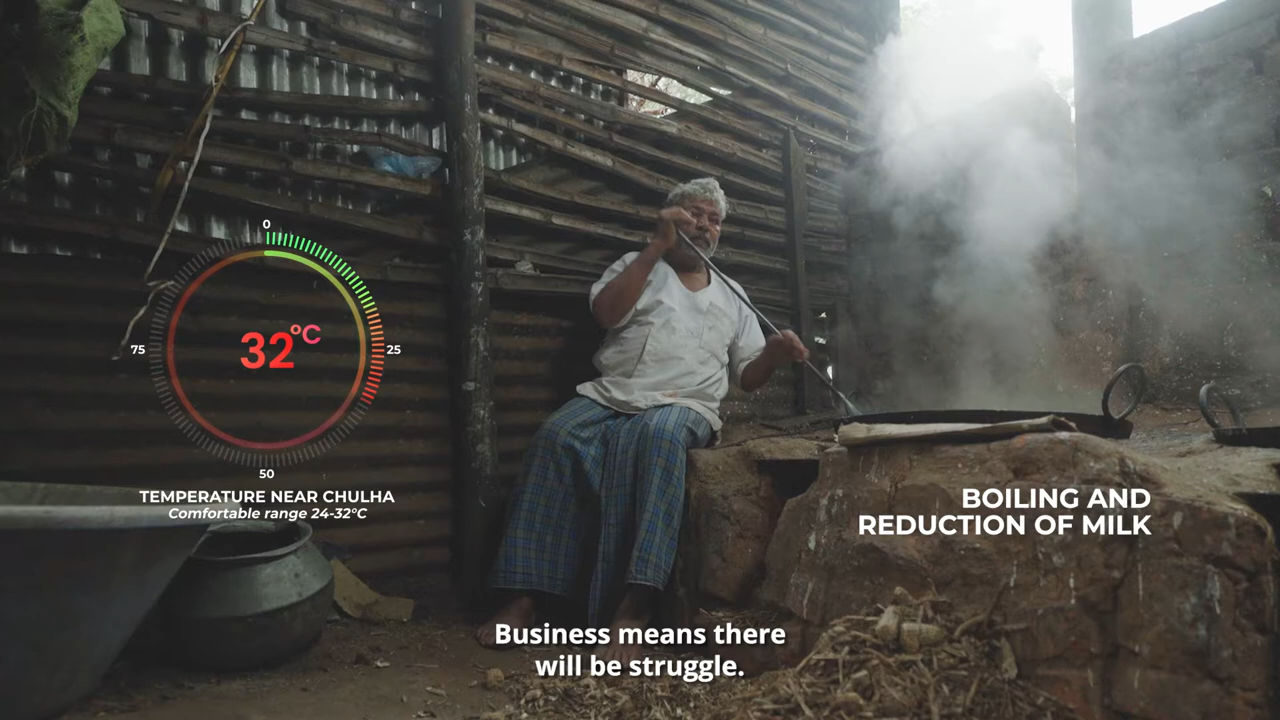 0
32°C
75
25
50
TEMPERATURE NEAR CHULHA
Comfortable range 24-32°C
BOILING AND
REDUCTION OF MILK
Business means there
will be struggle.